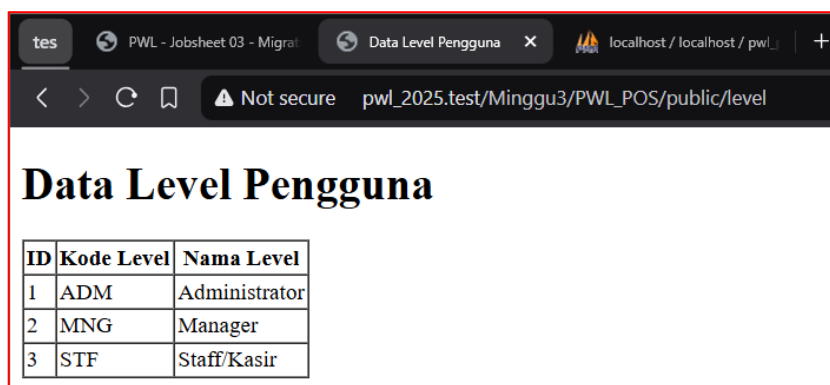 tes PWL - Jobsheet 03 - Migrat Data Level Pengguna localhost / localhost / pwl_
Not secure pwl_2025.test/Minggu3/PWL_POS/public/level
Data Level Pengguna
ID Kode Level Nama Level
1 ADM Administrator
2 MNG Manager
3 STF Staff/Kasir